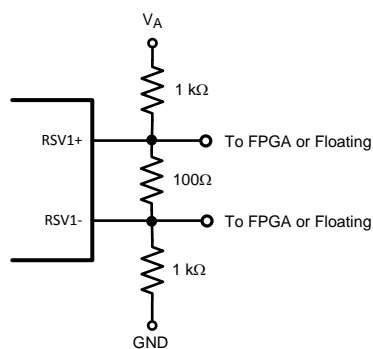 VA
1 kΩ
RSV1+
To FPGA or Floating
100Ω
RSV1-
To FPGA or Floating
1 kΩ
GND